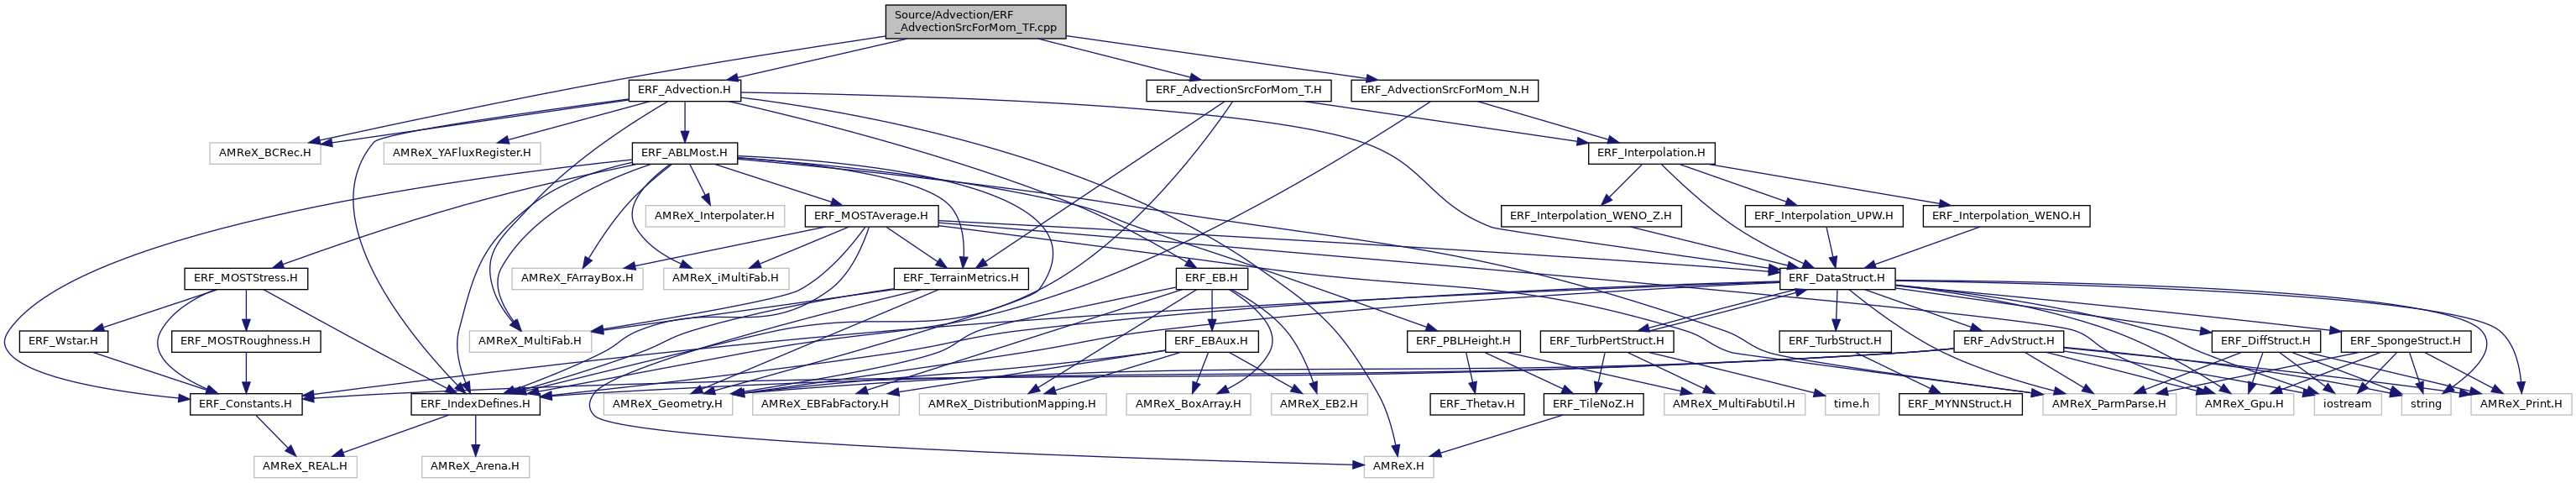 Source/Advection/ERF
_AdvectionSrcForMom_TF.cpp
ERF_Advection.H
ERF_AdvectionSrcForMom_T.H
ERF_AdvectionSrcForMom_N.H
AMReX_BCRec.H
AMReX_YAFluxRegister.H
ERF_ABLMost.H
ERF_Interpolation.H
AMReX_Interpolater.H
ERF_MOSTAverage.H
ERF_Interpolation_WENO_Z.H
ERF_Interpolation_UPW.H
ERF_Interpolation_WENO.H
ERF_MOSTStress.H
AMReX_FArrayBox.H
AMReX_iMultiFab.H
ERF_TerrainMetrics.H
ERF_EB.H
ERF_DataStruct.H
ERF_Wstar.H
ERF_MOSTRoughness.H
AMReX_MultiFab.H
ERF_EBAux.H
ERF_PBLHeight.H
ERF_TurbPertStruct.H
ERF_TurbStruct.H
ERF_AdvStruct.H
ERF_DiffStruct.H
ERF_SpongeStruct.H
ERF_Constants.H
ERF_IndexDefines.H
AMReX_Geometry.H
AMReX_EBFabFactory.H
AMReX_DistributionMapping.H
AMReX_BoxArray.H
AMReX_EB2.H
ERF_Thetav.H
ERF_TileNoZ.H
AMReX_MultiFabUtil.H
time.h
ERF_MYNNStruct.H
AMReX_ParmParse.H
AMReX_Gpu.H
iostream
string
AMReX_Print.H
AMReX_REAL.H
AMReX_Arena.H
AMReX.H